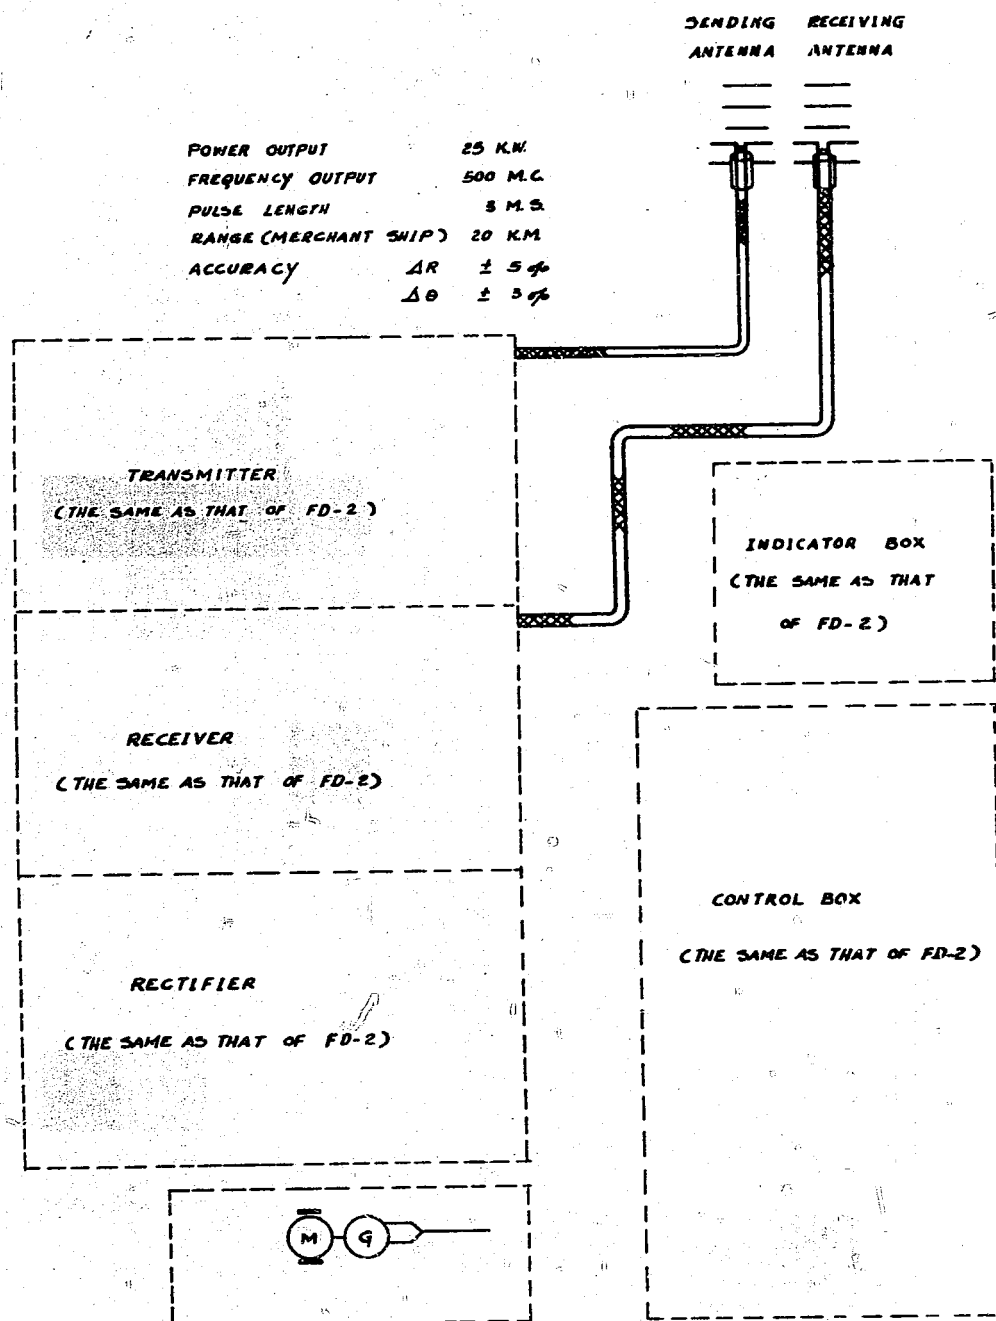 SENDING RECEIVING
ANTENNA ANTENNA
POWER OUTPUT 25 K.W.
FREQUENCY OUTPUT 500 M.C.
PULSE LENGTH 3 M.S.
RANGE (MERCHANT SHIP) 20 K.M.
ACCURACY ΔR ± 5 %
Δθ ± 3 %
TRANSMITTER
(THE SAME AS THAT OF FD-2)
INDICATOR BOX
(THE SAME AS THAT
OF FD-2)
RECEIVER
(THE SAME AS THAT OF FD-2)
CONTROL BOX
(THE SAME AS THAT OF FD-2)
RECTIFIER
(THE SAME AS THAT OF FD-2)
M G